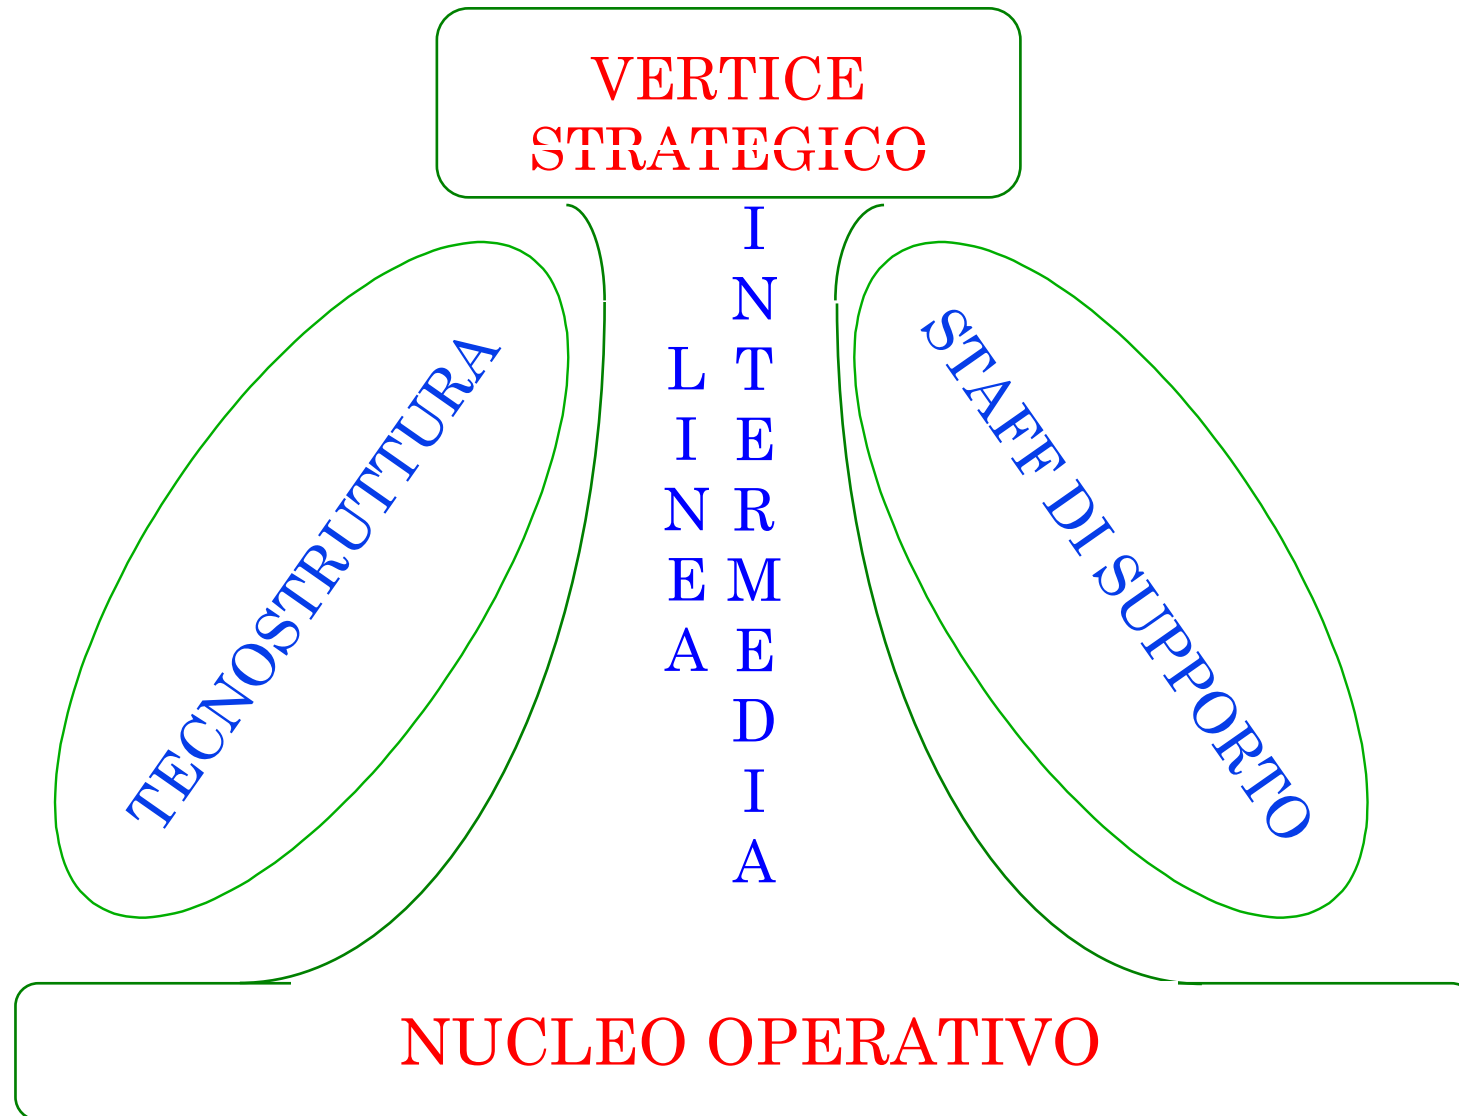 VERTICE
STRATEGICO
TECNOSTRUTTURA
LINEA
INTERMEDIA
STAFF DI SUPPORTO
NUCLEO OPERATIVO